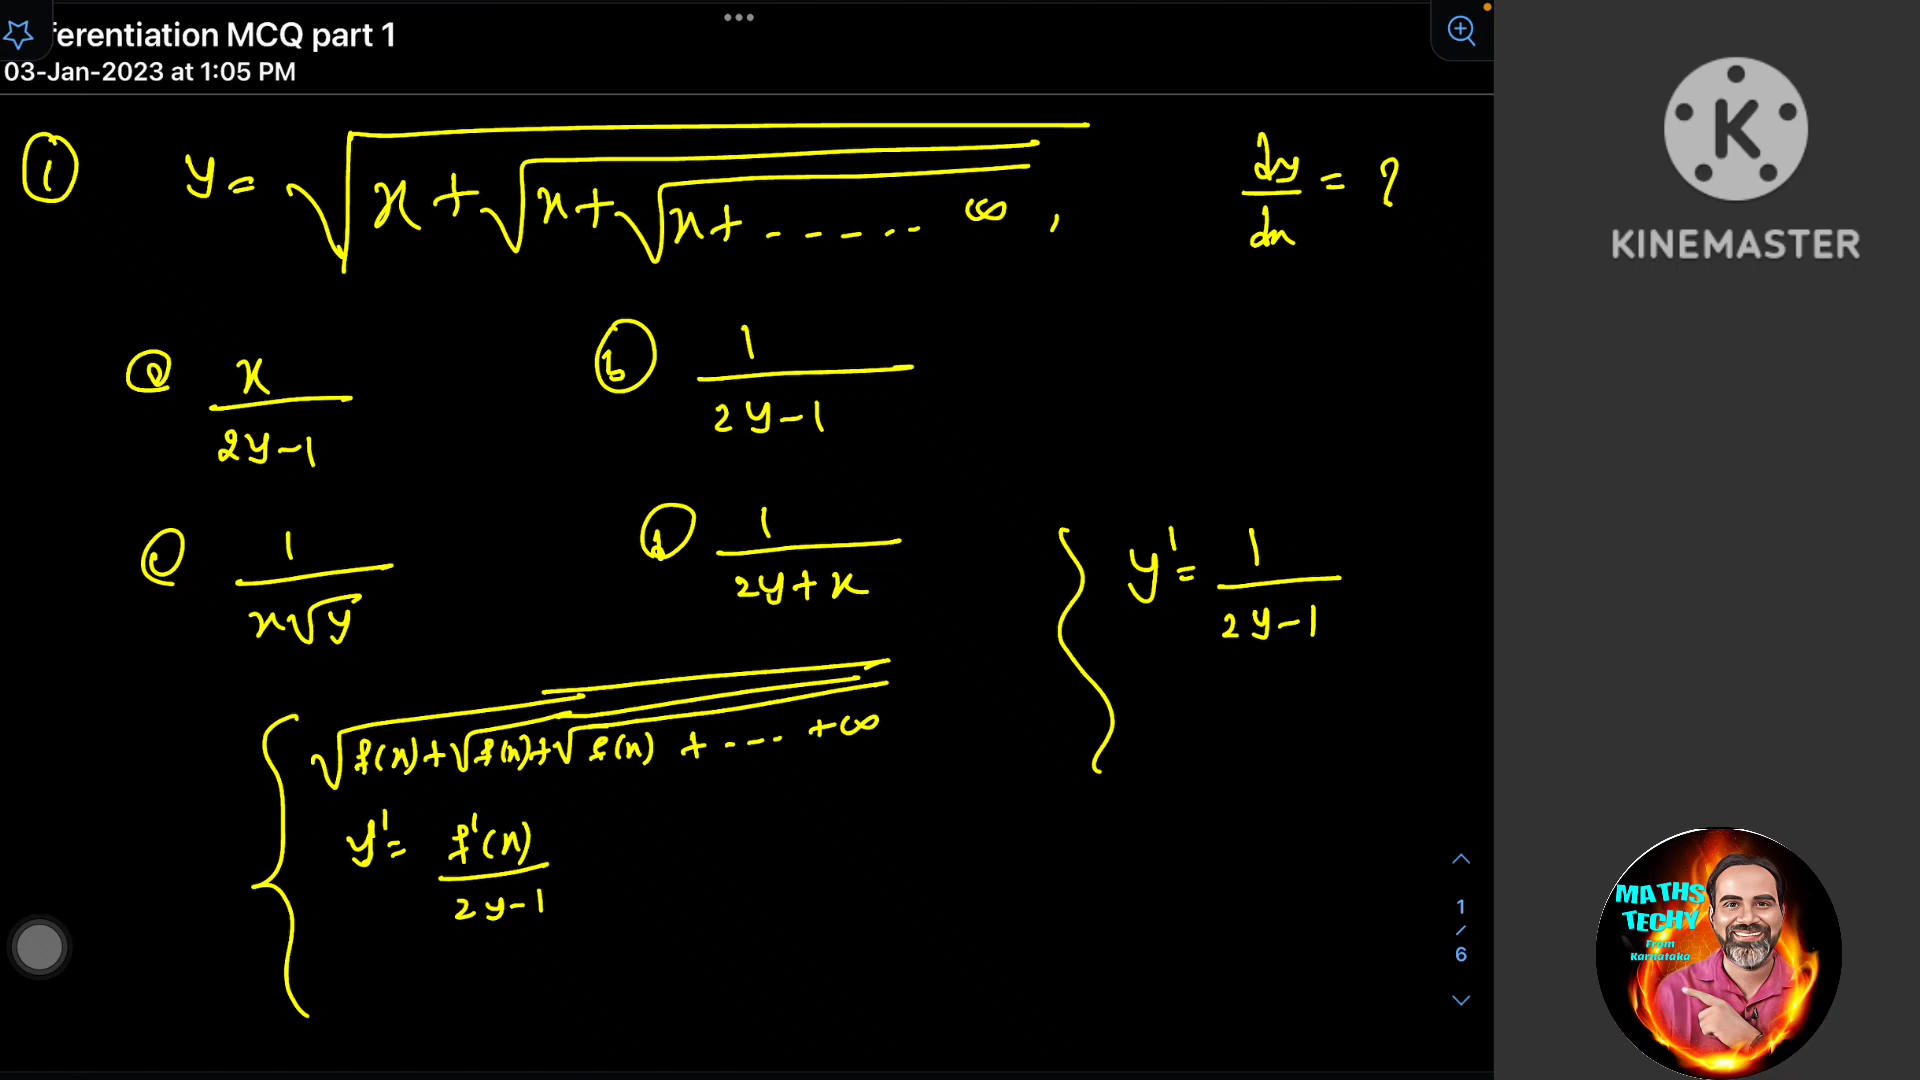 ferentiation MCQ part 1
03-Jan-2023 at 1:05 PM
① y = √(x + √(x + √(x + ----- ∞ , dy/dx = ?
ⓐ x/(2y-1) ⓑ 1/(2y-1)
ⓒ 1/(x√y) ⓓ 1/(2y+x)
y' = 1/(2y-1)
√(f(x) + √(f(x) + √(f(x) + ---- +∞
y' = f'(x)/(2y-1)
KINEMASTER
MATHS
TECHY
From
Karnataka
1
/
6